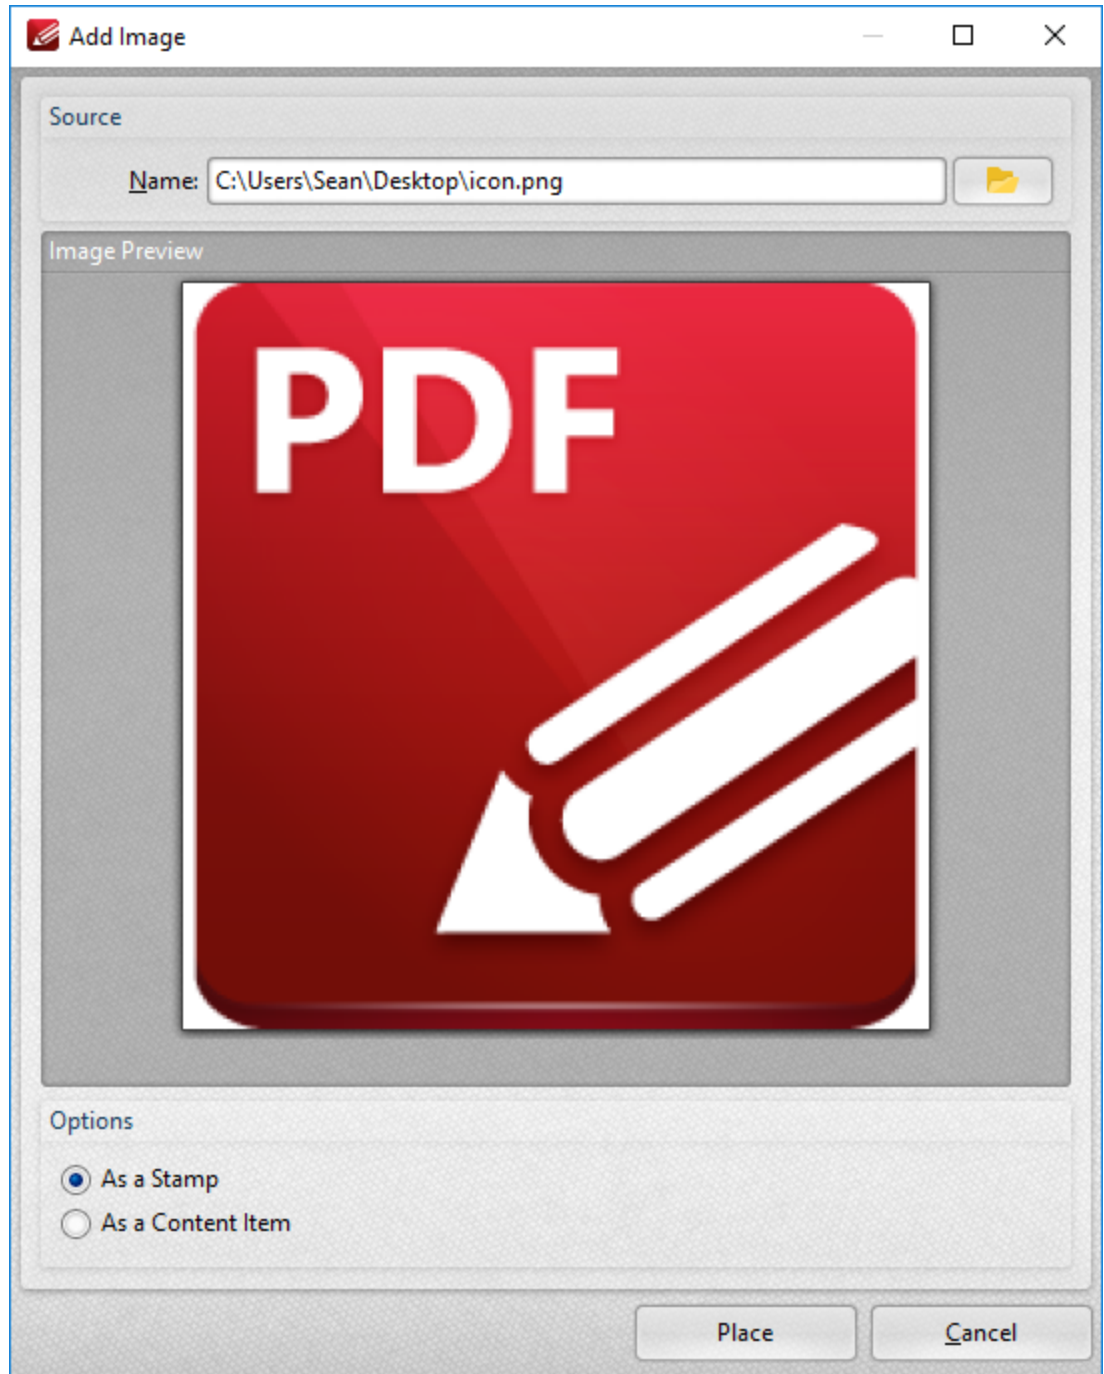 Add Image
Source
Name: C:\Users\Sean\Desktop\icon.png
Image Preview
PDF
Options
As a Stamp
As a Content Item
Place Cancel